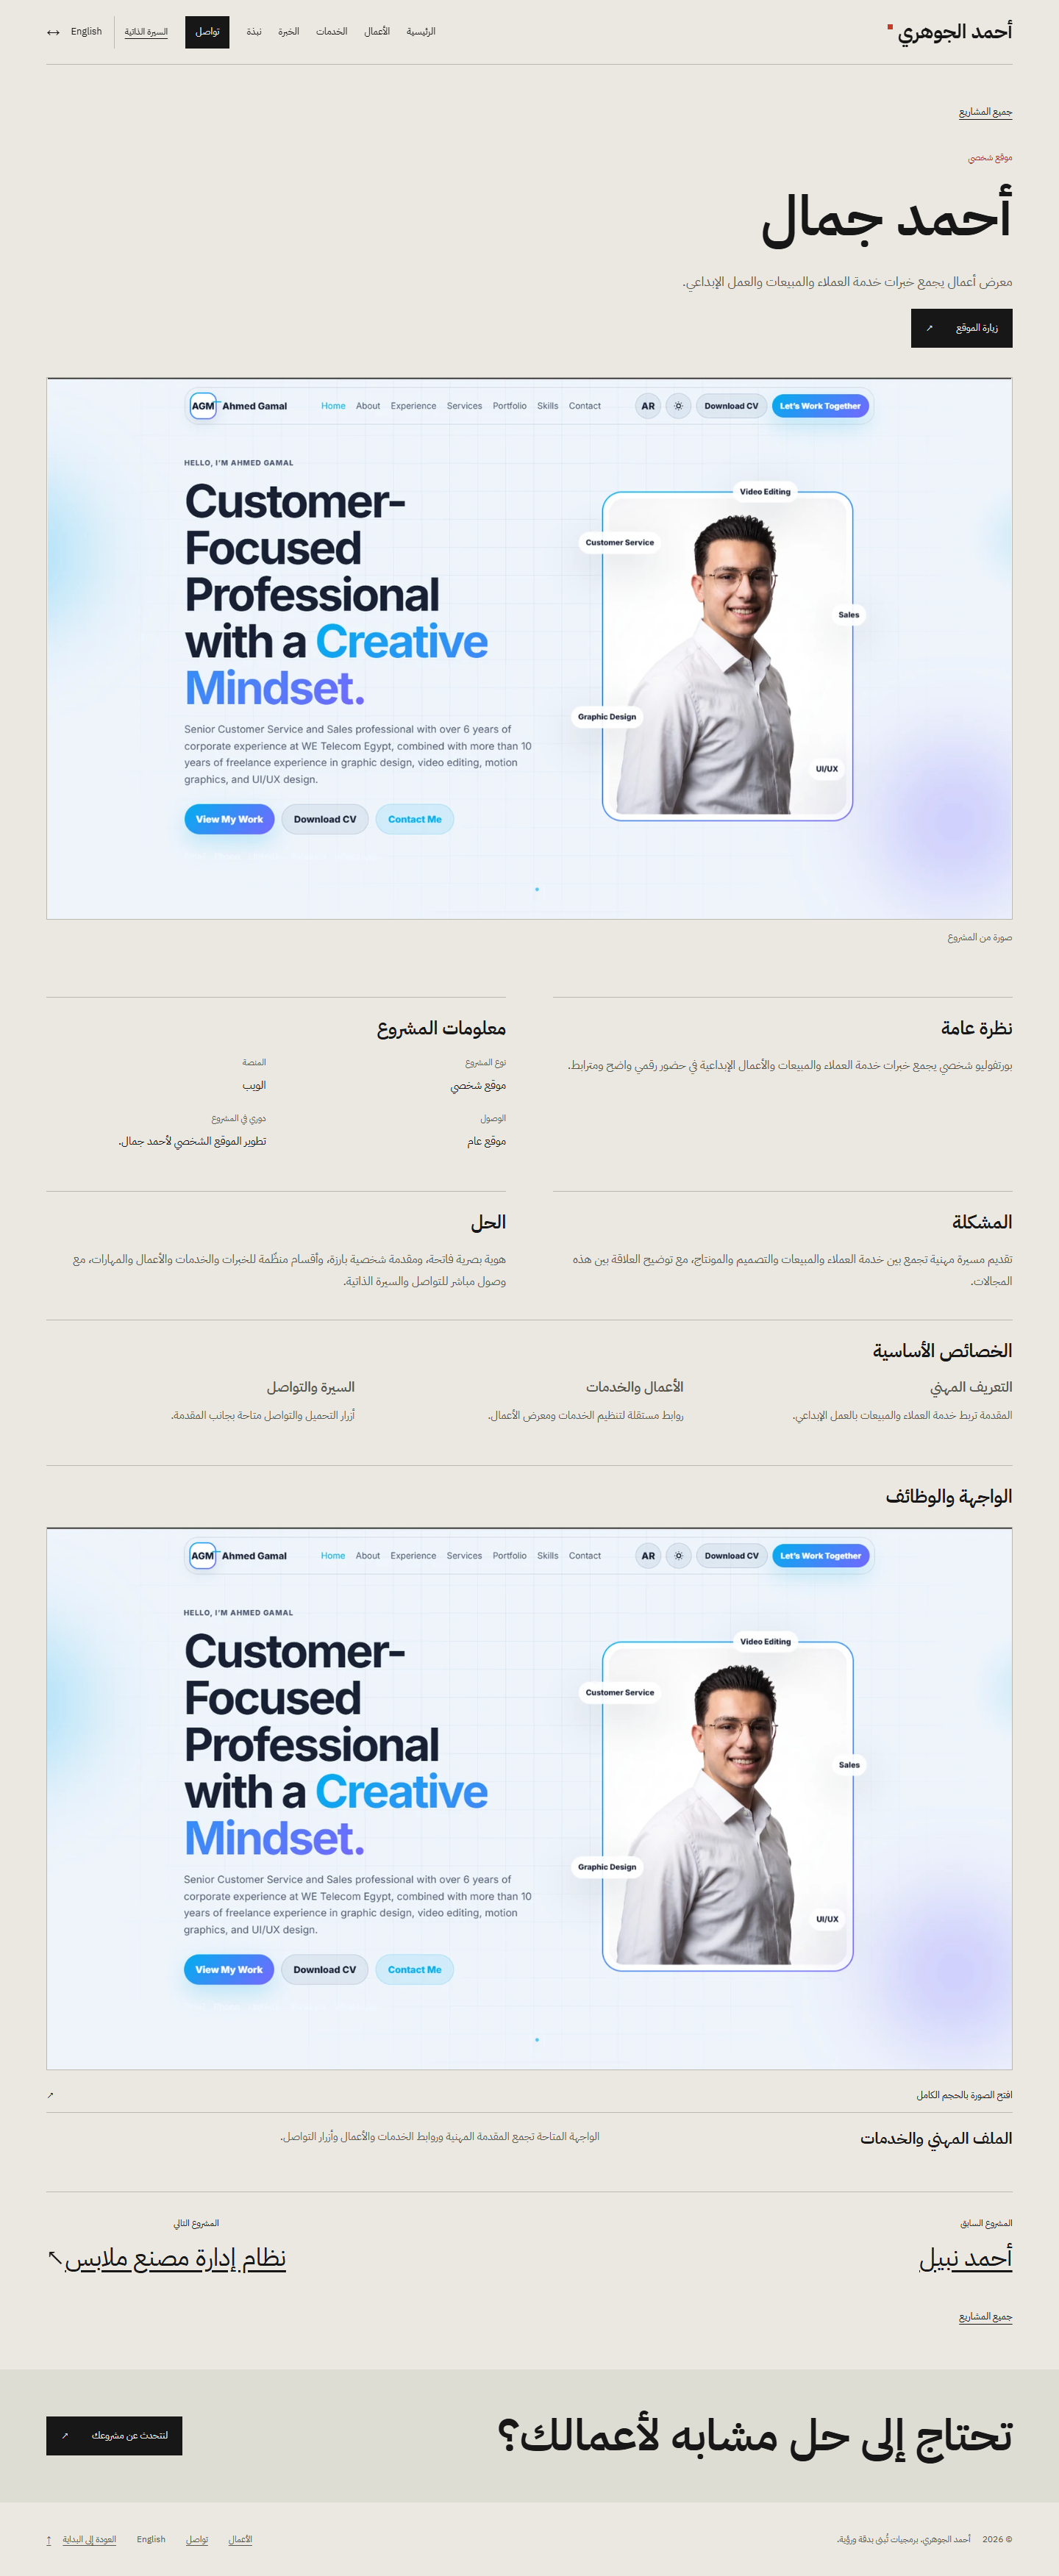 أحمد الجوهري
الرئيسية
الأعمال
الخدمات
الخبرة
نبذة
تواصل
السيرة الذاتية
English ↔
جميع المشاريع
موقع شخصي
أحمد جمال
معرض أعمال يجمع خبرات خدمة العملاء والمبيعات والعمل الإبداعي.
زيارة الموقع ↗
AGM Ahmed Gamal
Home About Experience Services Portfolio Skills Contact
AR
Download CV
Let's Work Together
HELLO, I'M AHMED GAMAL
Customer-
Focused
Professional
with a Creative
Mindset.
Senior Customer Service and Sales professional with over 6 years of
corporate experience at WE Telecom Egypt, combined with more than 10
years of freelance experience in graphic design, video editing, motion
graphics, and UI/UX design.
View My Work
Download CV
Contact Me
Video Editing
Customer Service
Sales
Graphic Design
UI/UX
صورة من المشروع
نظرة عامة
بورتفوليو شخصي يجمع خبرات خدمة العملاء والمبيعات والأعمال الإبداعية في حضور رقمي واضح ومترابط.
معلومات المشروع
نوع المشروع
موقع شخصي
المنصة
الويب
الوصول
موقع عام
دوري في المشروع
تطوير الموقع الشخصي لأحمد جمال.
المشكلة
تقديم مسيرة مهنية تجمع بين خدمة العملاء والمبيعات والتصميم والمونتاج، مع توضيح العلاقة بين هذه
المجالات.
الحل
هوية بصرية فاتحة، ومقدمة شخصية بارزة، وأقسام منظّمة للخبرات والخدمات والأعمال والمهارات، مع
وصول مباشر للتواصل والسيرة الذاتية.
الخصائص الأساسية
التعريف المهني
المقدمة تربط خدمة العملاء والمبيعات بالعمل الإبداعي.
الأعمال والخدمات
روابط مستقلة لتنظيم الخدمات ومعرض الأعمال.
السيرة والتواصل
أزرار التحميل والتواصل متاحة بجانب المقدمة.
الواجهة والوظائف
AGM Ahmed Gamal
Home About Experience Services Portfolio Skills Contact
AR
Download CV
Let's Work Together
HELLO, I'M AHMED GAMAL
Customer-
Focused
Professional
with a Creative
Mindset.
Senior Customer Service and Sales professional with over 6 years of
corporate experience at WE Telecom Egypt, combined with more than 10
years of freelance experience in graphic design, video editing, motion
graphics, and UI/UX design.
View My Work
Download CV
Contact Me
Video Editing
Customer Service
Sales
Graphic Design
UI/UX
افتح الصورة بالحجم الكامل ↗
الملف المهني والخدمات
الواجهة المتاحة تجمع المقدمة المهنية وروابط الخدمات والأعمال وأزرار التواصل.
المشروع السابق
أحمد نبيل
المشروع التالي
نظام إدارة مصنع ملابس ↖
جميع المشاريع
تحتاج إلى حل مشابه لأعمالك؟
لنتحدث عن مشروعك ↗
© 2026 أحمد الجوهري. برمجيات تُبنى بدقة ورؤية.
الأعمال
تواصل
English
العودة إلى البداية ↑